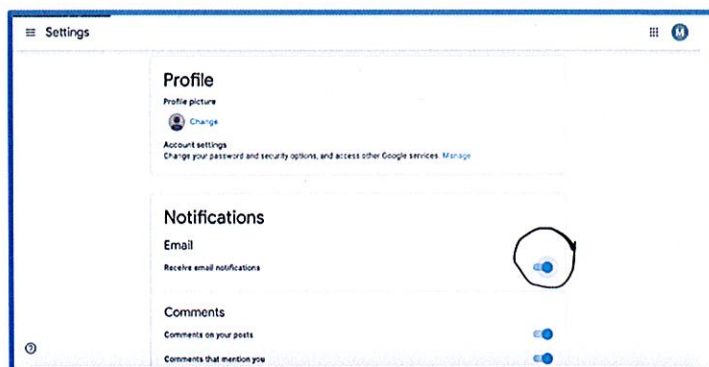 Settings
M
Profile
Profile picture
Change
Account settings
Change your password and security options, and access other Google services. Manage
Notifications
Email
Receive email notifications
Comments
Comments on your posts
Comments that mention you